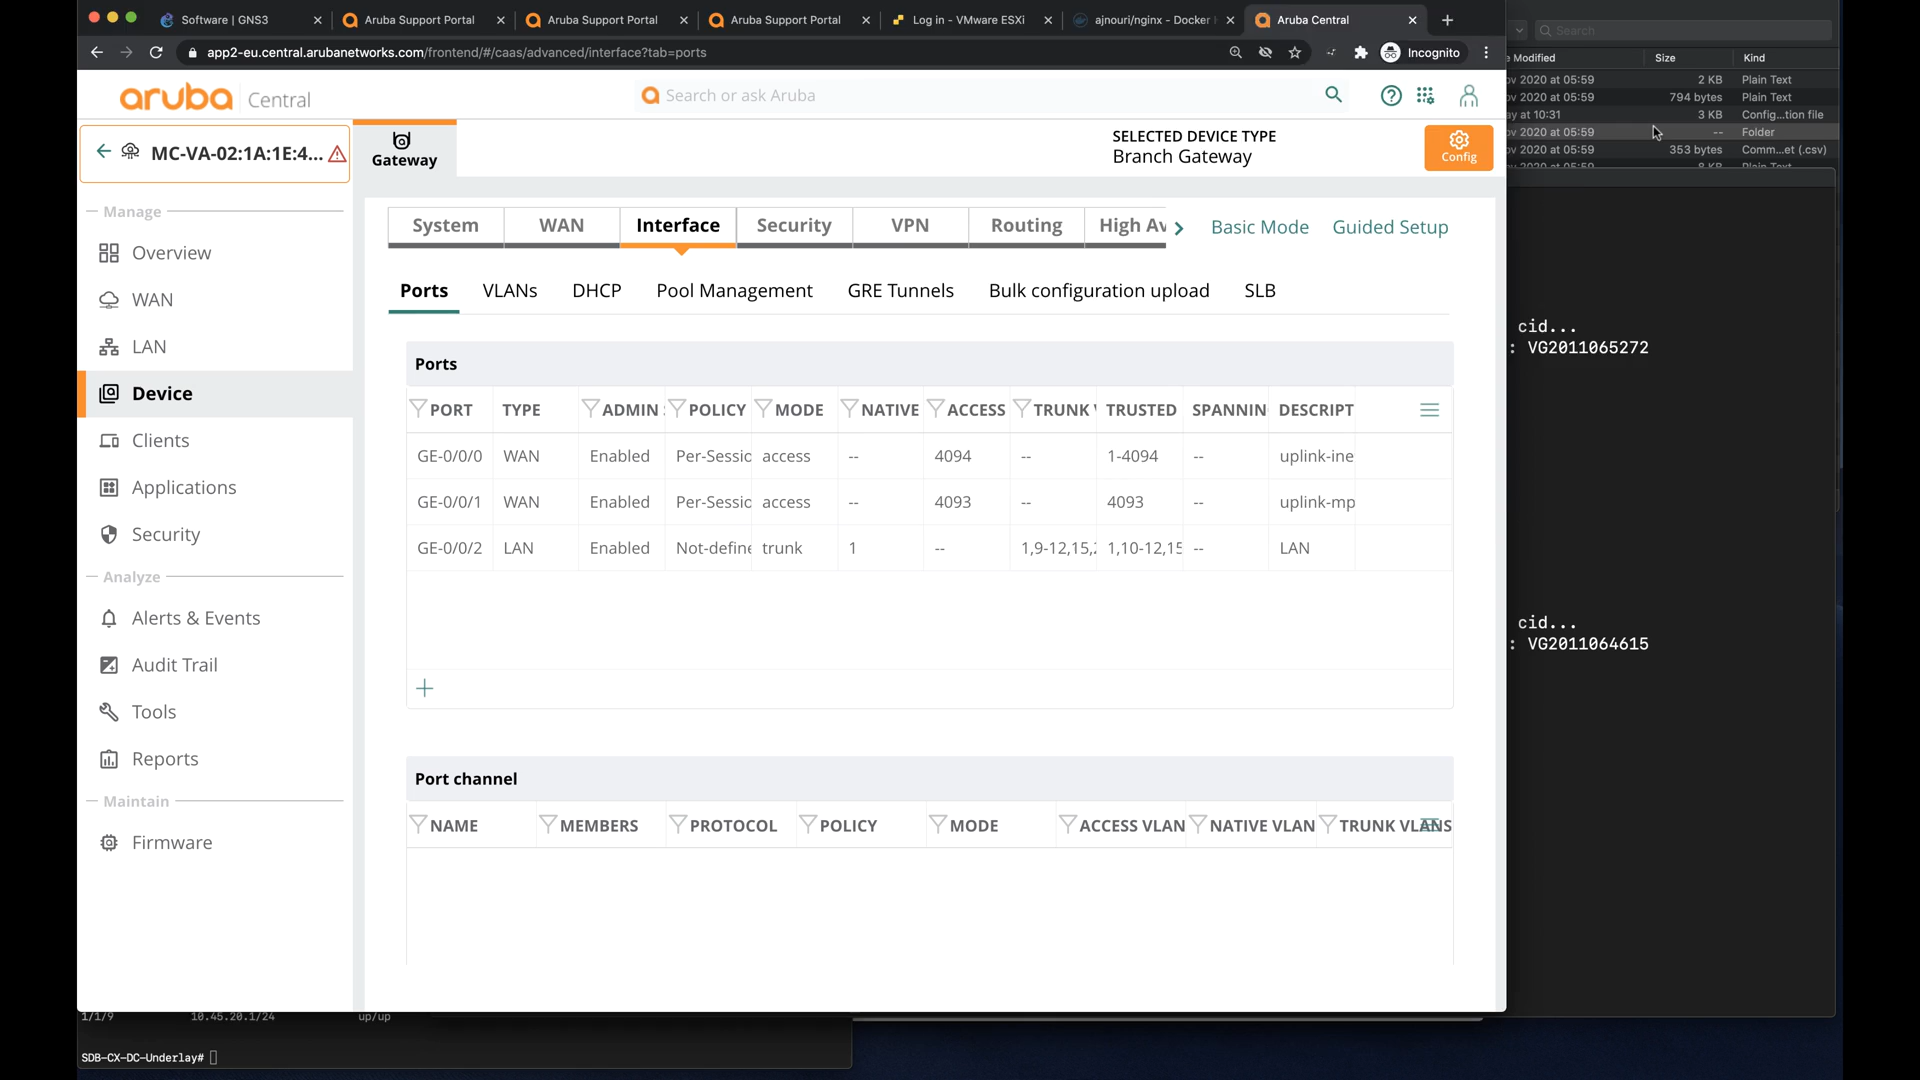 Software | GNS3
Aruba Support Portal
Aruba Support Portal
Aruba Support Portal
Log in - VMware ESXi
ajnouri/nginx - Docker
Aruba Central
app2-eu.central.arubanetworks.com/frontend/#/caas/advanced/interface?tab=ports
Incognito
aruba Central
Search or ask Aruba
MC-VA-02:1A:1E:4...
Gateway
SELECTED DEVICE TYPE
Branch Gateway
Config
Manage
Overview
WAN
LAN
Device
Clients
Applications
Security
Analyze
Alerts & Events
Audit Trail
Tools
Reports
Maintain
Firmware
System WAN Interface Security VPN Routing High Av
Basic Mode Guided Setup
Ports VLANs DHCP Pool Management GRE Tunnels Bulk configuration upload SLB
Ports
PORT TYPE ADMIN POLICY MODE NATIVE ACCESS TRUNK TRUSTED SPANNIN DESCRIPT
GE-0/0/0 WAN Enabled Per-Sessio access -- 4094 -- 1-4094 -- uplink-ine
GE-0/0/1 WAN Enabled Per-Sessio access -- 4093 -- 4093 -- uplink-mp
GE-0/0/2 LAN Enabled Not-define trunk 1 -- 1,9-12,15, 1,10-12,15 -- LAN
Port channel
NAME MEMBERS PROTOCOL POLICY MODE ACCESS VLAN NATIVE VLAN TRUNK VLANS
Search
Modified Size Kind
ov 2020 at 05:59 2 KB Plain Text
ov 2020 at 05:59 794 bytes Plain Text
ay at 10:31 3 KB Config...tion file
ov 2020 at 05:59 -- Folder
ov 2020 at 05:59 353 bytes Comm...et (.csv)
cid...
: VG2011065272
cid...
: VG2011064615
1/1/9 10.45.20.1/24 up/up
SDB-CX-DC-Underlay#